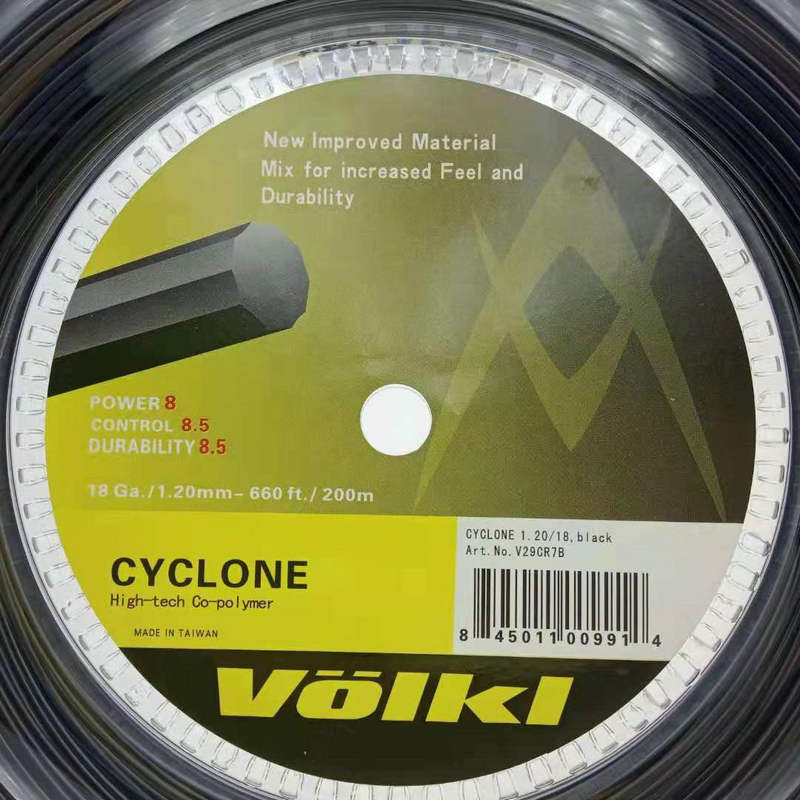 New Improved Material
Mix for increased Feel and
Durability
POWER 8
CONTROL 8.5
DURABILITY 8.5
18 Ga./1.20mm– 660 ft./ 200m
CYCLONE 1.20/18,black
Art.No.V29CR7B
8 45011 00991 4
CYCLONE
High-tech Co-polymer
MADE IN TAIWAN
Völkl